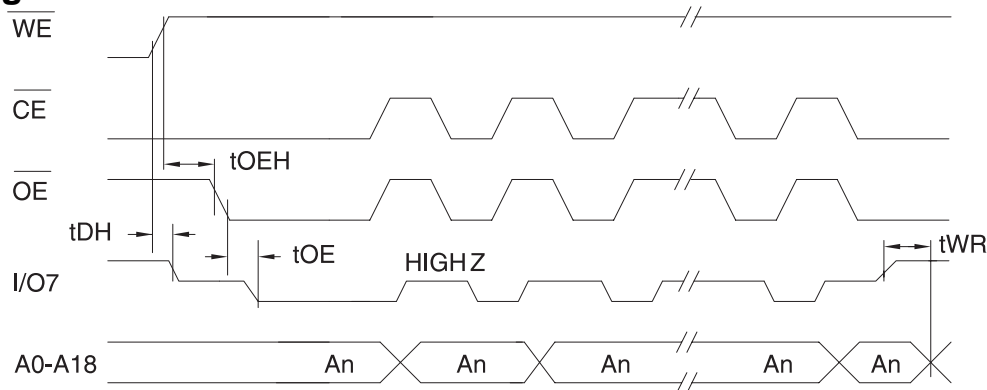 WE
CE
tOEH
OE
tDH
tOE
HIGH Z
tWR
I/O7
A0-A18
An An An An An